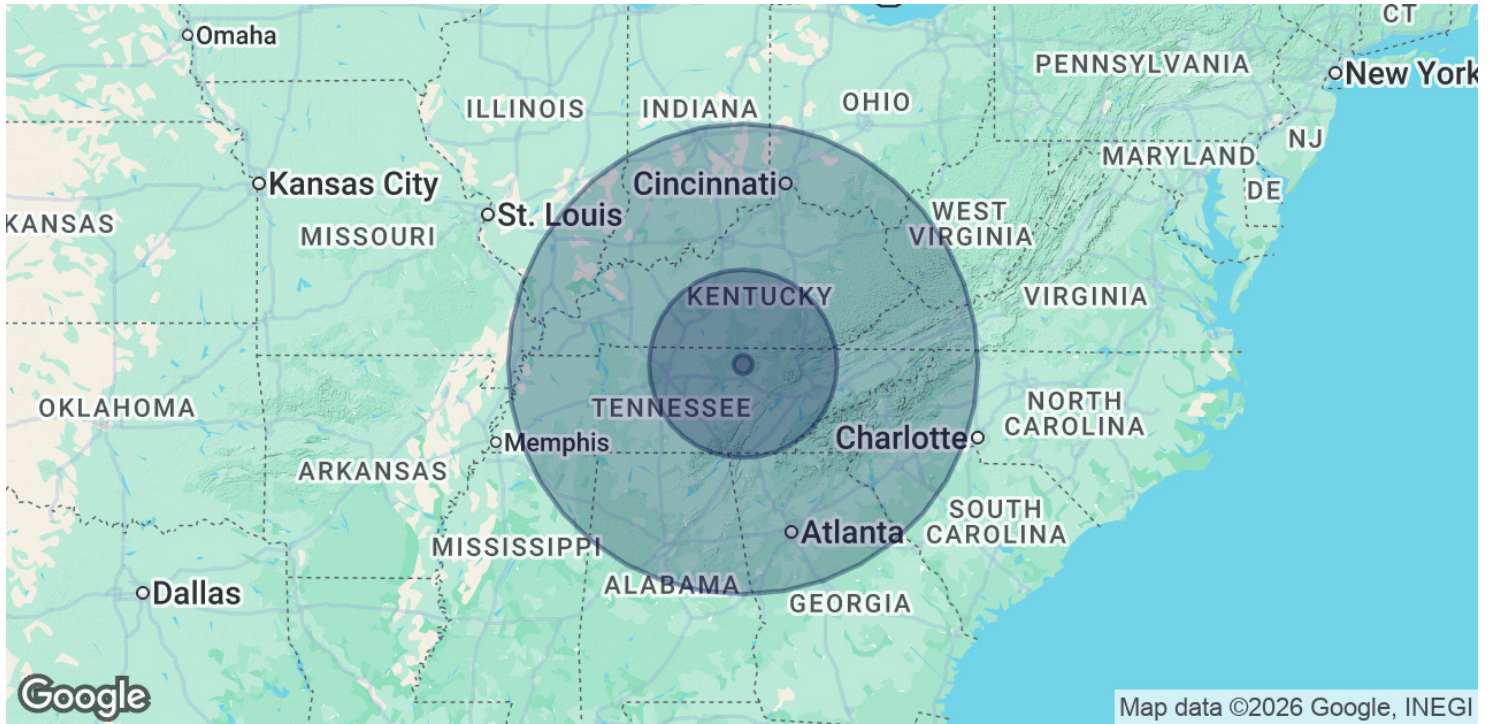 CT
Omaha
PENNSYLVANIA
New York
ILLINOIS
INDIANA
OHIO
NJ
MARYLAND
Kansas City
Cincinnati
DE
St. Louis
KANSAS
MISSOURI
WEST
VIRGINIA
KENTUCKY
VIRGINIA
OKLAHOMA
TENNESSEE
NORTH
CAROLINA
Memphis
Charlotte
ARKANSAS
SOUTH
CAROLINA
Atlanta
MISSISSIPPI
ALABAMA
Dallas
GEORGIA
Google
Map data ©2026 Google, INEGI